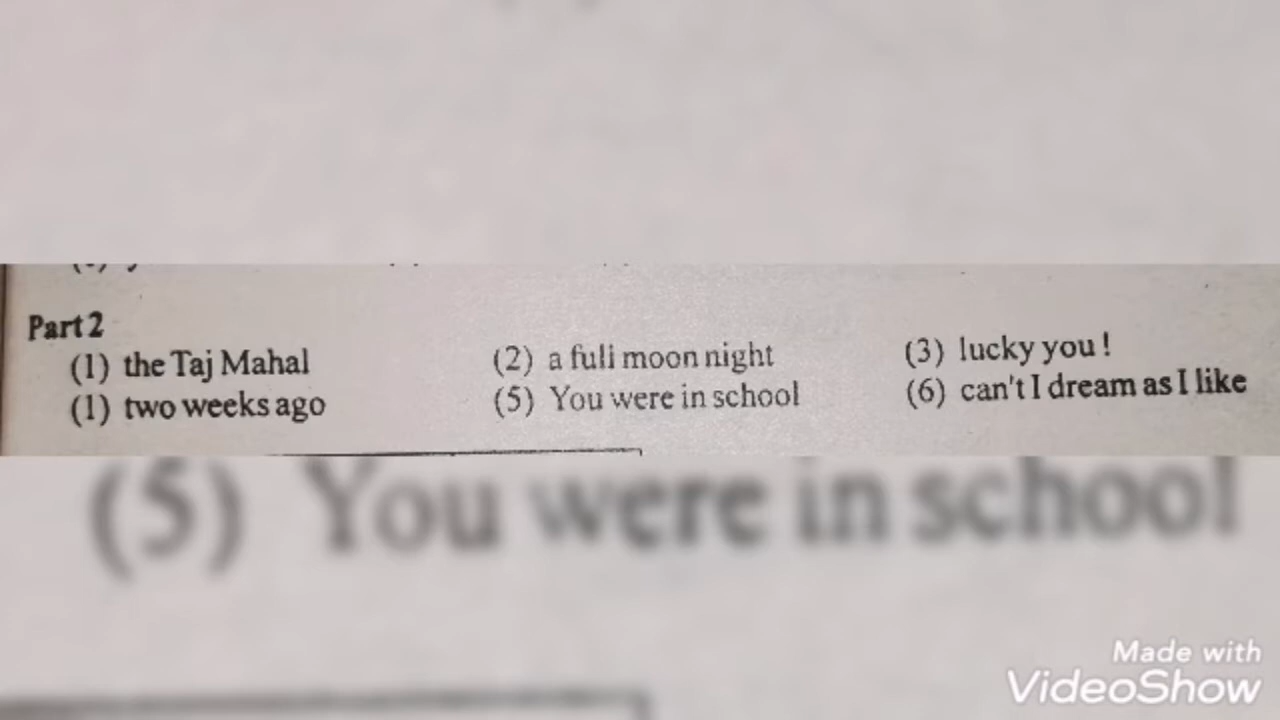 Part 2
(1) the Taj Mahal (2) a full moon night (3) lucky you !
(1) two weeks ago (5) You were in school (6) can't I dream as I like
(5) You were in school
Made with
VideoShow